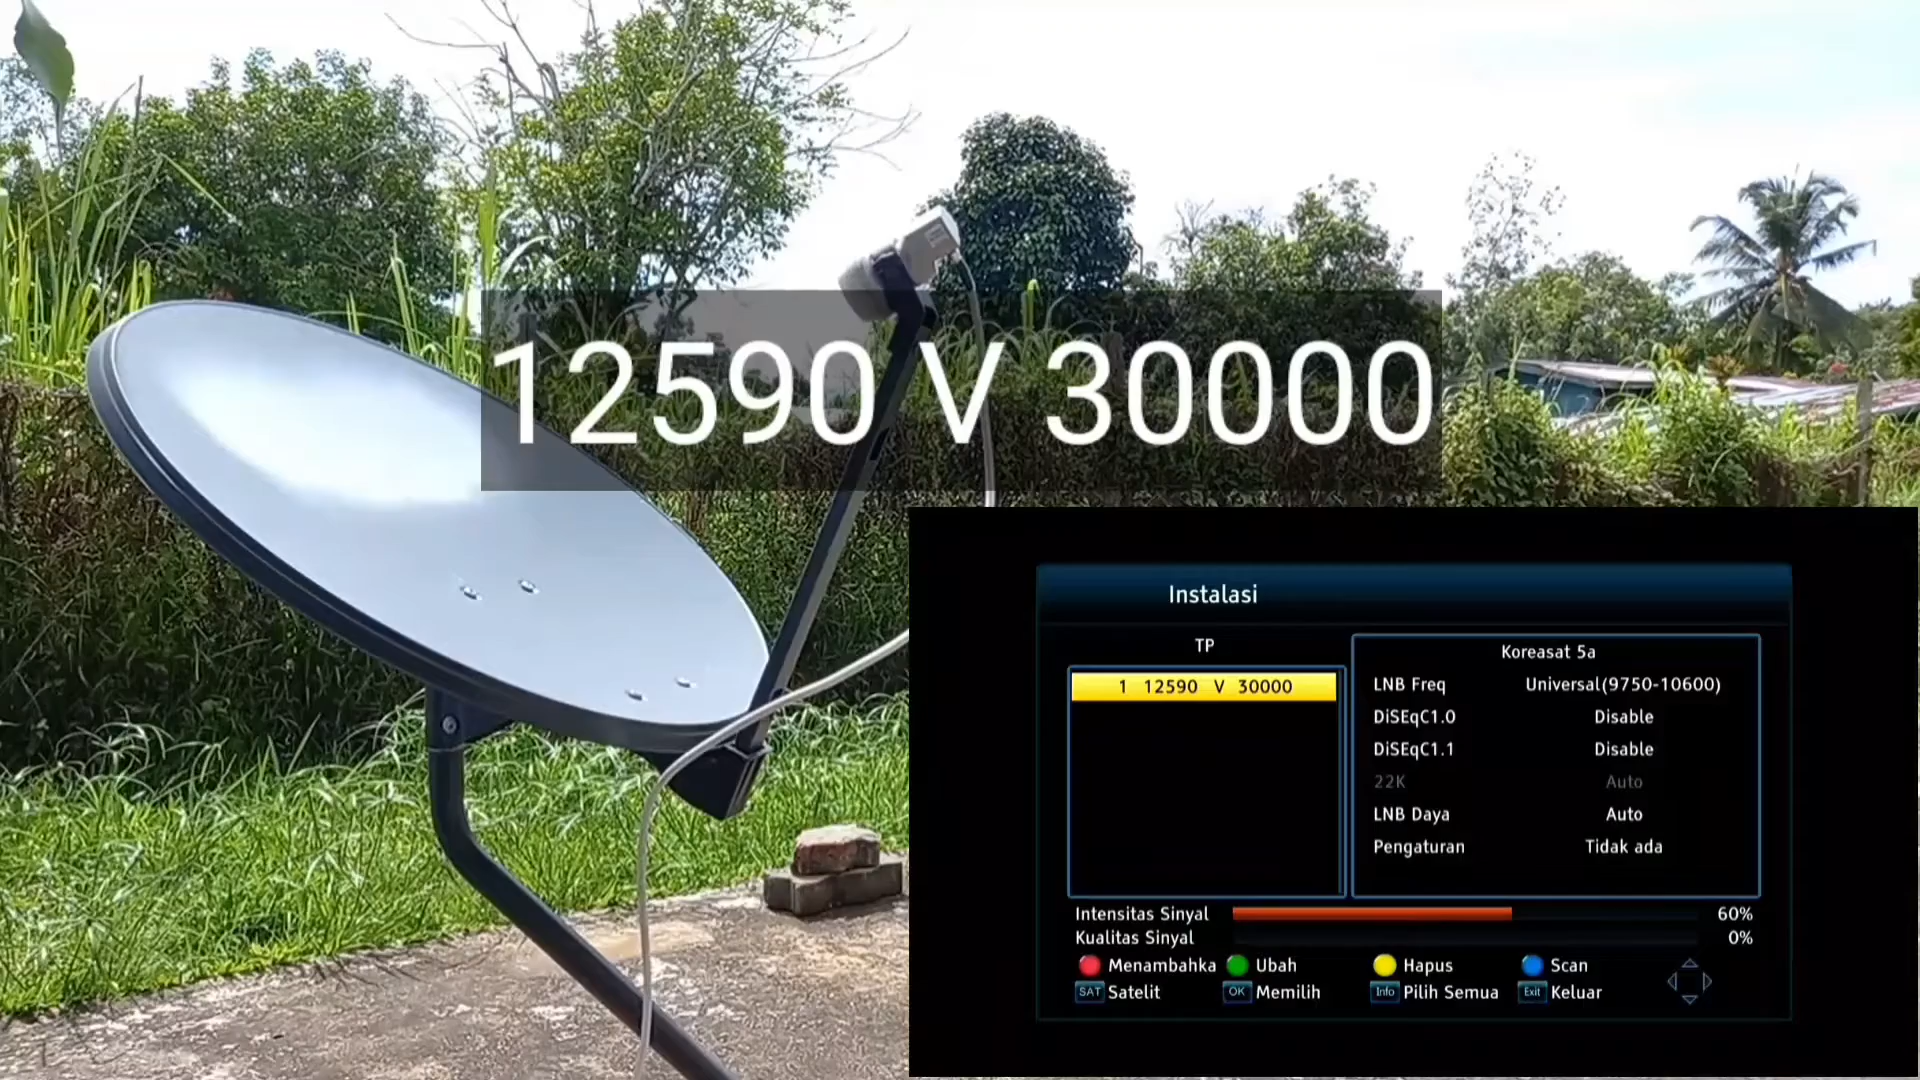 12590 V 30000
Instalasi
TP
1 12590 V 30000
Koreasat 5a
LNB Freq Universal(9750-10600)
DiSEqC1.0 Disable
DiSEqC1.1 Disable
22K Auto
LNB Daya Auto
Pengaturan Tidak ada
Intensitas Sinyal 60%
Kualitas Sinyal 0%
Menambahka Ubah Hapus Scan
SAT Satelit OK Memilih Info Pilih Semua Exit Keluar